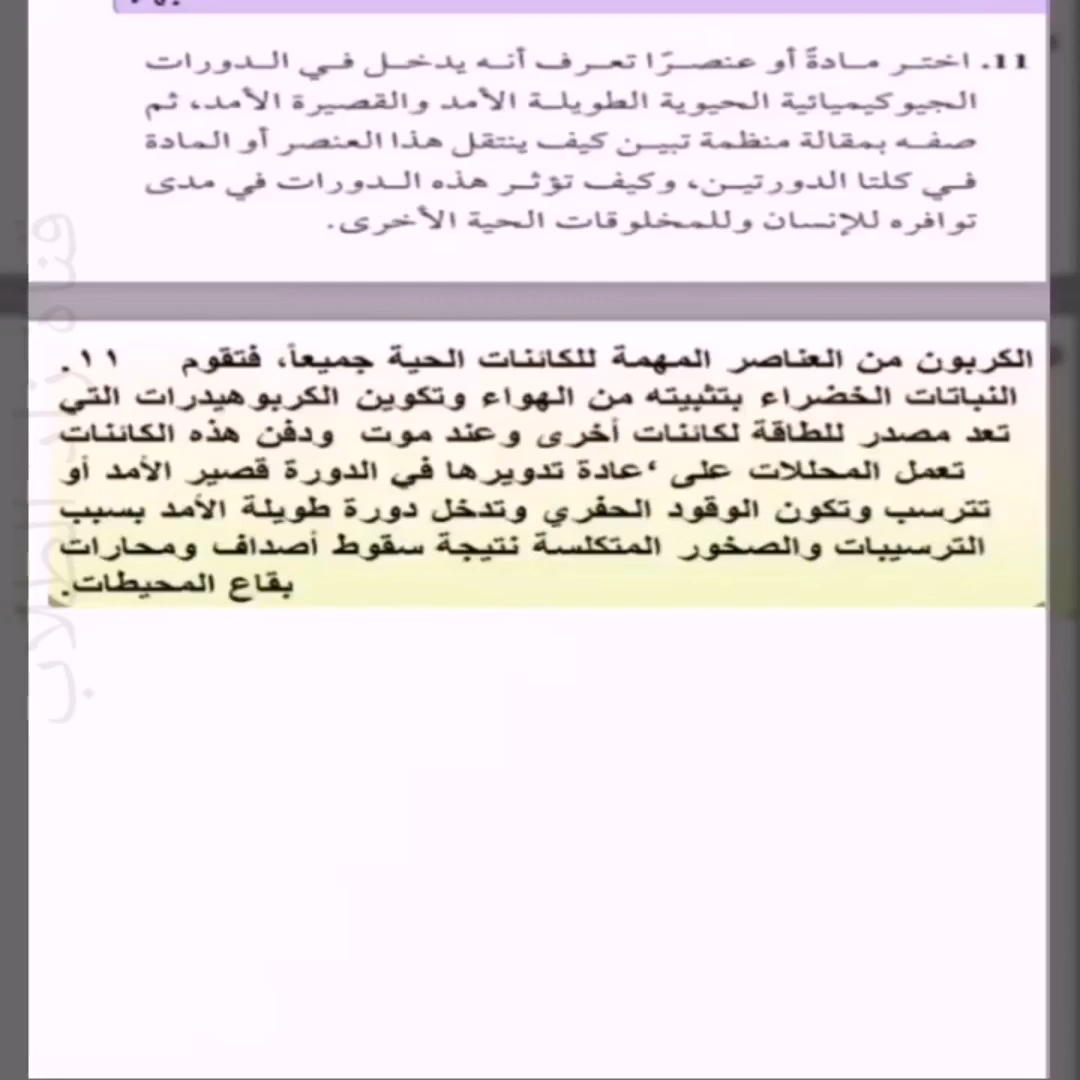 11. اختر مادةً أو عنصرًا تعرف أنه يدخل في الدورات
الجيوكيميائية الحيوية الطويلة الأمد والقصيرة الأمد، ثم
صفه بمقالة منظمة تبين كيف ينتقل هذا العنصر أو المادة
في كلتا الدورتين، وكيف تؤثر هذه الدورات في مدى
توافره للإنسان وللمخلوقات الحية الأخرى.
الكربون من العناصر المهمة للكائنات الحية جميعاً، فتقوم ١١.
النباتات الخضراء بتثبيته من الهواء وتكوين الكربوهيدرات التي
تعد مصدر للطاقة لكائنات أخرى وعند موت ودفن هذه الكائنات
تعمل المحللات على ‘عادة تدويرها في الدورة قصير الأمد أو
تترسب وتكون الوقود الحفري وتدخل دورة طويلة الأمد بسبب
الترسيبات والصخور المتكلسة نتيجة سقوط أصداف ومحارات
بقاع المحيطات.
قناة زاد الطلاب